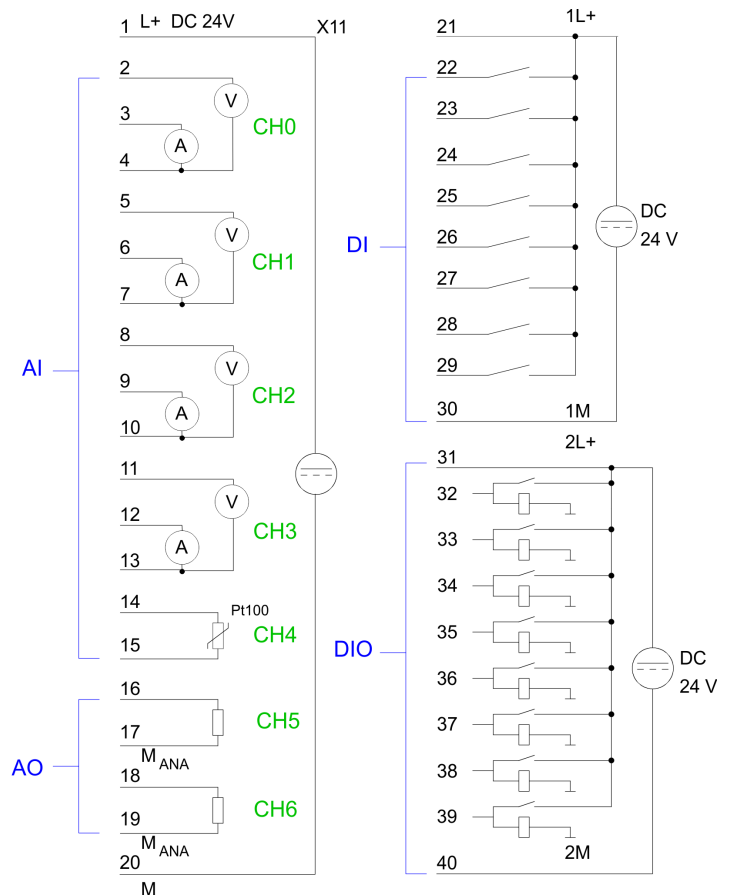 1 L+ DC 24V X11
2
V
3
CH0
A
4
5
V
6
CH1
A
7
8
V
AI
9
CH2
A
10
11
V
12
CH3
A
13
14
Pt100
CH4
15
16
CH5
17
M ANA
AO
18
CH6
19
M ANA
20
M
21 1L+
22
23
24
25
DC
24 V
26
DI
27
28
29
30 1M
2L+
31
32
33
34
35
DIO
DC
24 V
36
37
38
39
2M
40